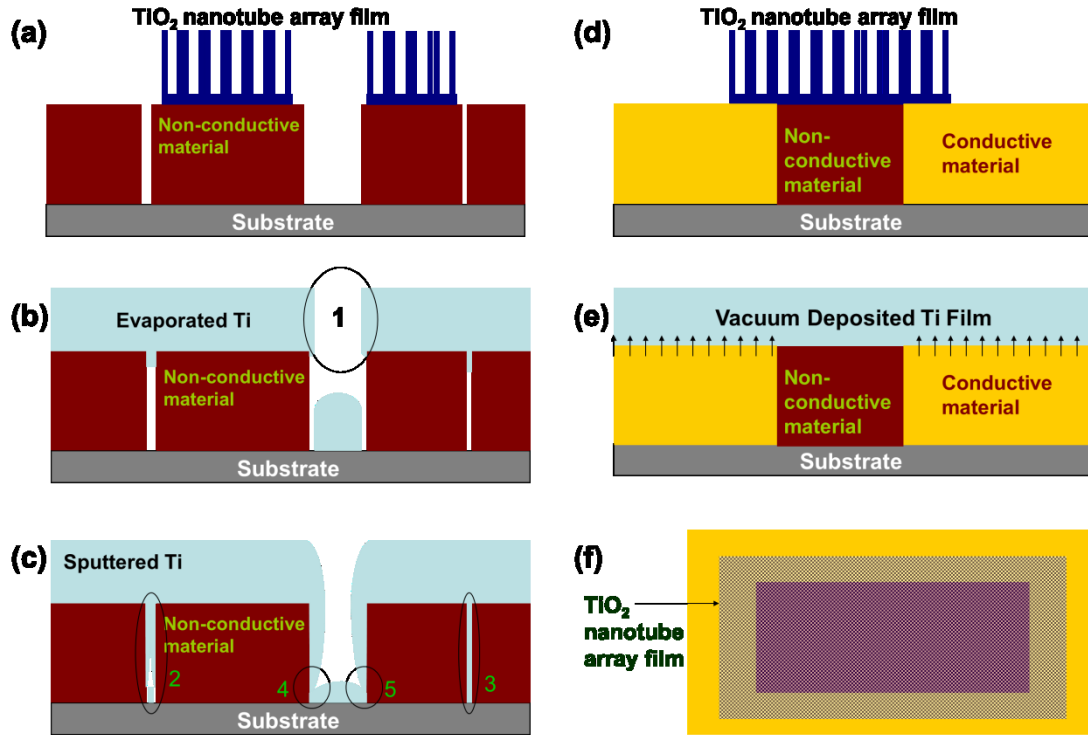 (a)
TiO2 nanotube array film
Non-conductive
material
Substrate
(b)
Evaporated Ti
1
Non-conductive
material
Substrate
(c)
Sputtered Ti
Non-conductive
material
2
4
5
3
Substrate
(d)
TiO2 nanotube array film
Non-
conductive
material
Conductive
material
Substrate
(e)
Vacuum Deposited Ti Film
Non-
conductive
material
Conductive
material
Substrate
(f)
TIO2
nanotube
array film